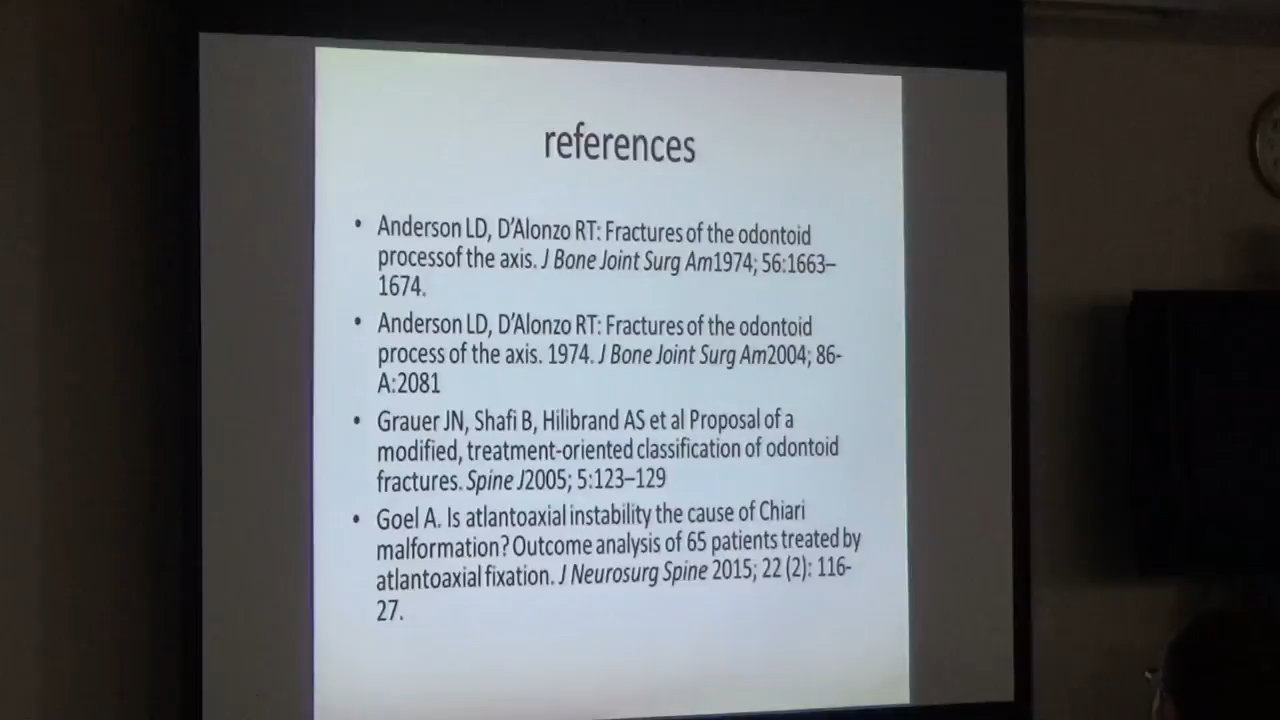 references
• Anderson LD, D'Alonzo RT: Fractures of the odontoid
processof the axis. J Bone Joint Surg Am1974; 56:1663–
1674.
• Anderson LD, D'Alonzo RT: Fractures of the odontoid
process of the axis. 1974. J Bone Joint Surg Am2004; 86-
A:2081
• Grauer JN, Shafi B, Hilibrand AS et al Proposal of a
modified, treatment-oriented classification of odontoid
fractures. Spine J2005; 5:123–129
• Goel A. Is atlantoaxial instability the cause of Chiari
malformation? Outcome analysis of 65 patients treated by
atlantoaxial fixation. J Neurosurg Spine 2015; 22 (2): 116-
27.